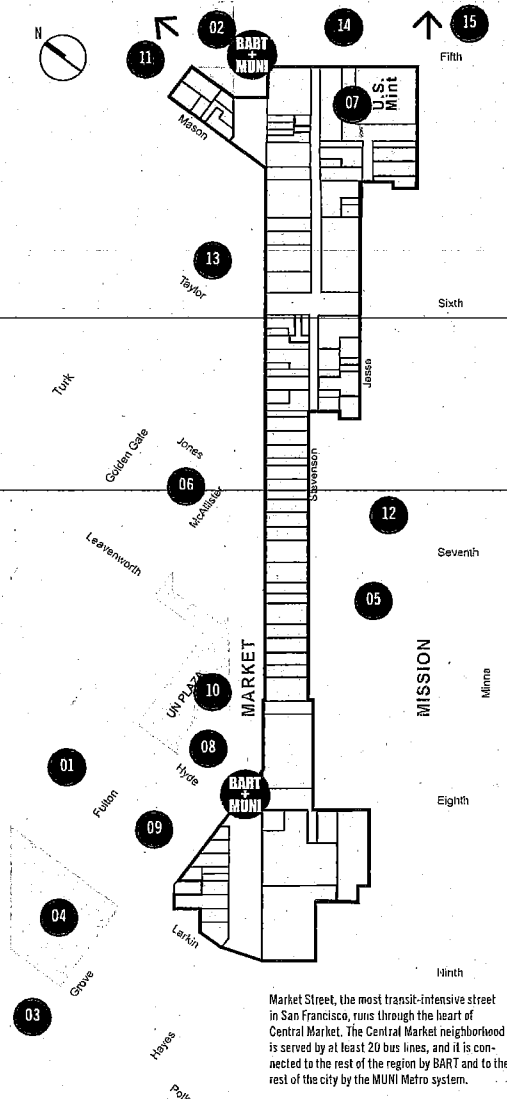 N
02
14
15
11
BART
+
MUNI
Fifth
07
U.S.
Mint
Mason
13
Taylor
Sixth
Turk
Jessie
Golden Gate
Jones
Stevenson
06
McAllister
12
Leavenworth
Seventh
05
MARKET
MISSION
Minna
UN PLAZA
10
08
01
Hyde
BART
+
MUNI
Fulton
Eighth
09
04
Larkin
Grove
Ninth
03
Hayes
Polk
Market Street, the most transit-intensive street
in San Francisco, runs through the heart of
Central Market. The Central Market neighborhood
is served by at least 20 bus lines, and it is con-
nected to the rest of the region by BART and to the
rest of the city by the MUNI Metro system.